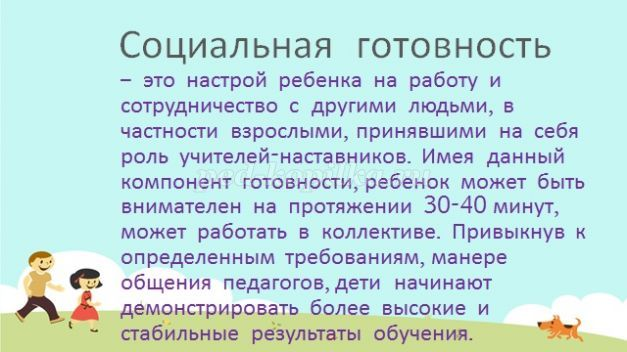 Социальная готовность
– это настрой ребенка на работу и
сотрудничество с другими людьми, в
частности взрослыми, принявшими на себя
роль учителей-наставников. Имея данный
компонент готовности, ребенок может быть
внимателен на протяжении 30-40 минут,
может работать в коллективе. Привыкнув к
определенным требованиям, манере
общения педагогов, дети начинают
демонстрировать более высокие и
стабильные результаты обучения.